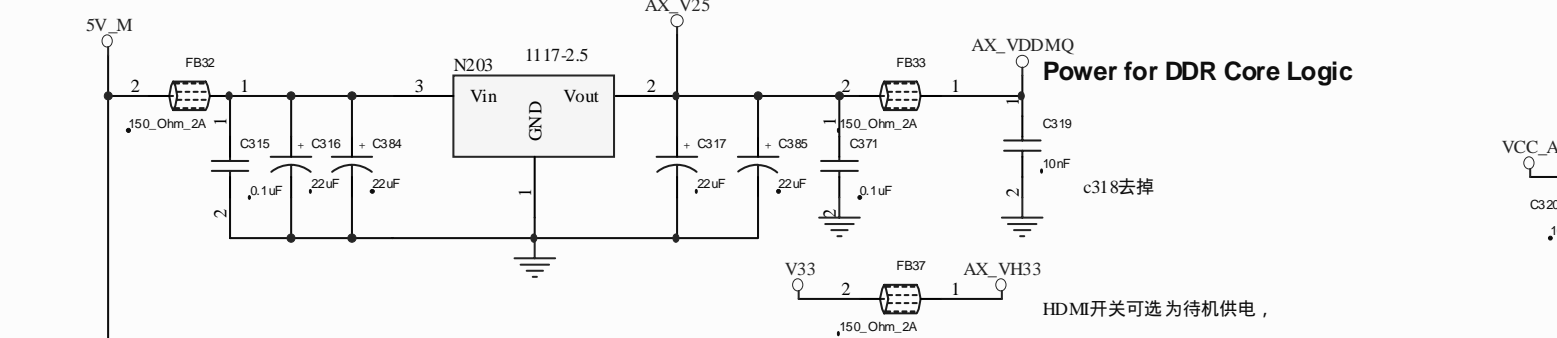 AX_V25
5V_M
FB32
N203
1117-2.5
FB33
AX_VDDMQ
Power for DDR Core Logic
2
1
3
Vin
GND
Vout
2
2
1
150_Ohm_2A
150_Ohm_2A
1
1
1
C315
+ C316
+ C384
+ C317
+ C385
C371
C319
0.1uF
22uF
22uF
22uF
22uF
0.1uF
10nF
2
1
2
2
c318去掉
VCC_A
C320
1
V33
FB37
AX_VH33
2
1
150_Ohm_2A
HDMI开关可选为待机供电，